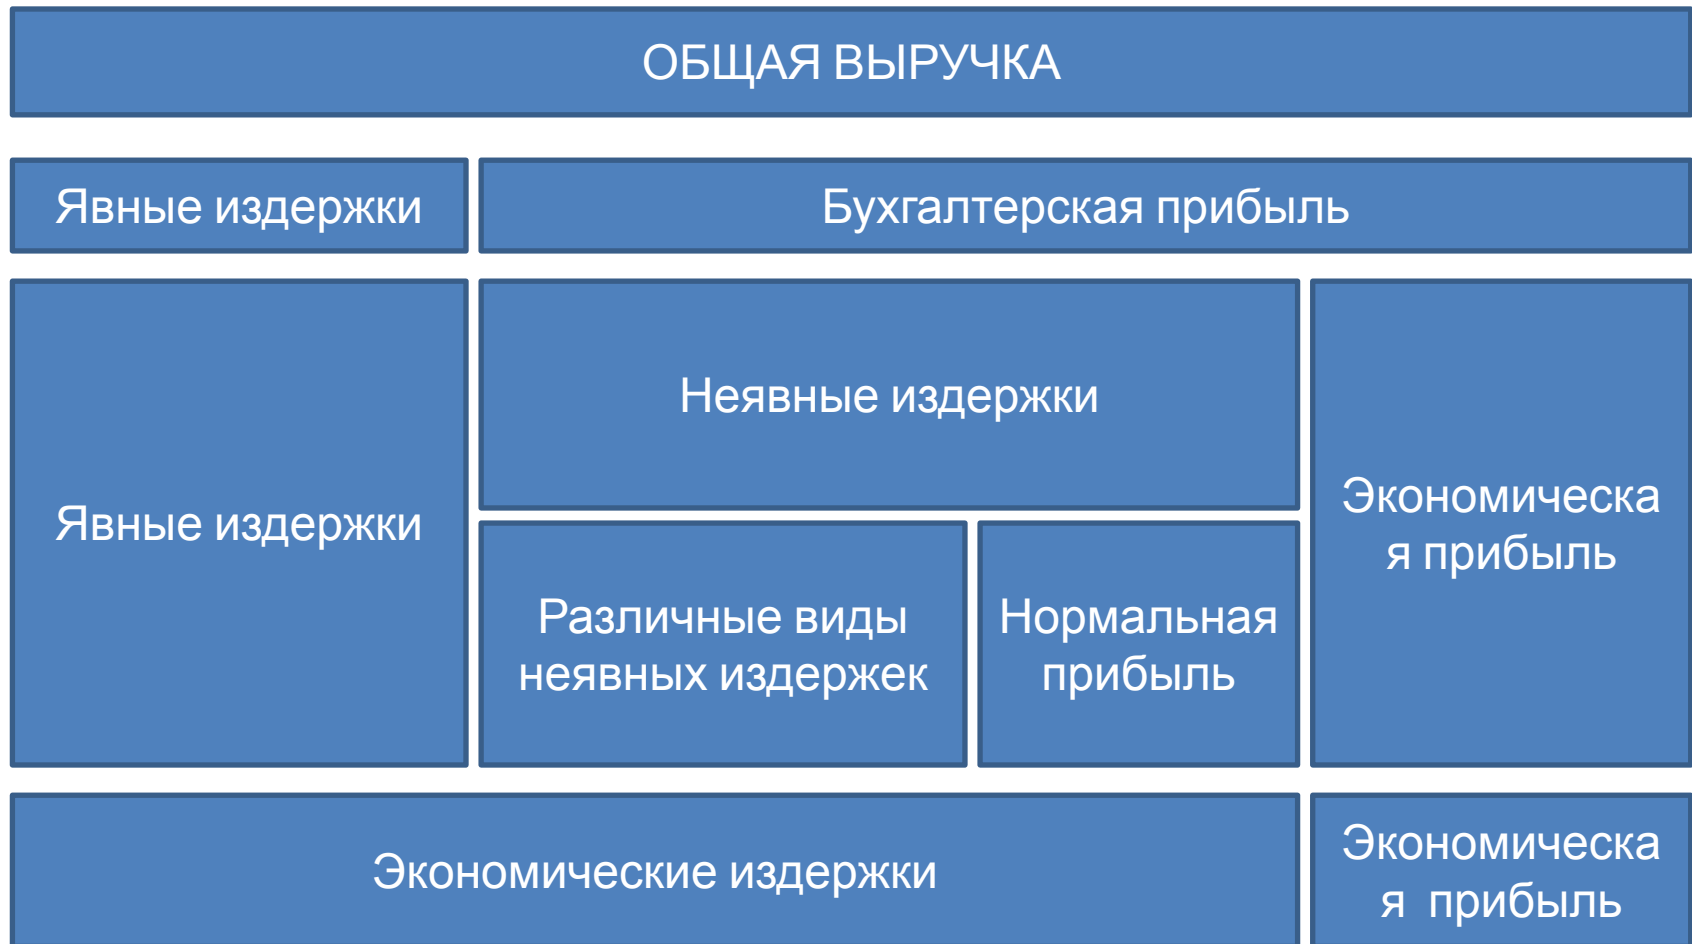 ОБЩАЯ ВЫРУЧКА
Явные издержки
Бухгалтерская прибыль
Явные издержки
Неявные издержки
Различные виды
неявных издержек
Нормальная
прибыль
Экономическа
я прибыль
Экономические издержки
Экономическа
я прибыль